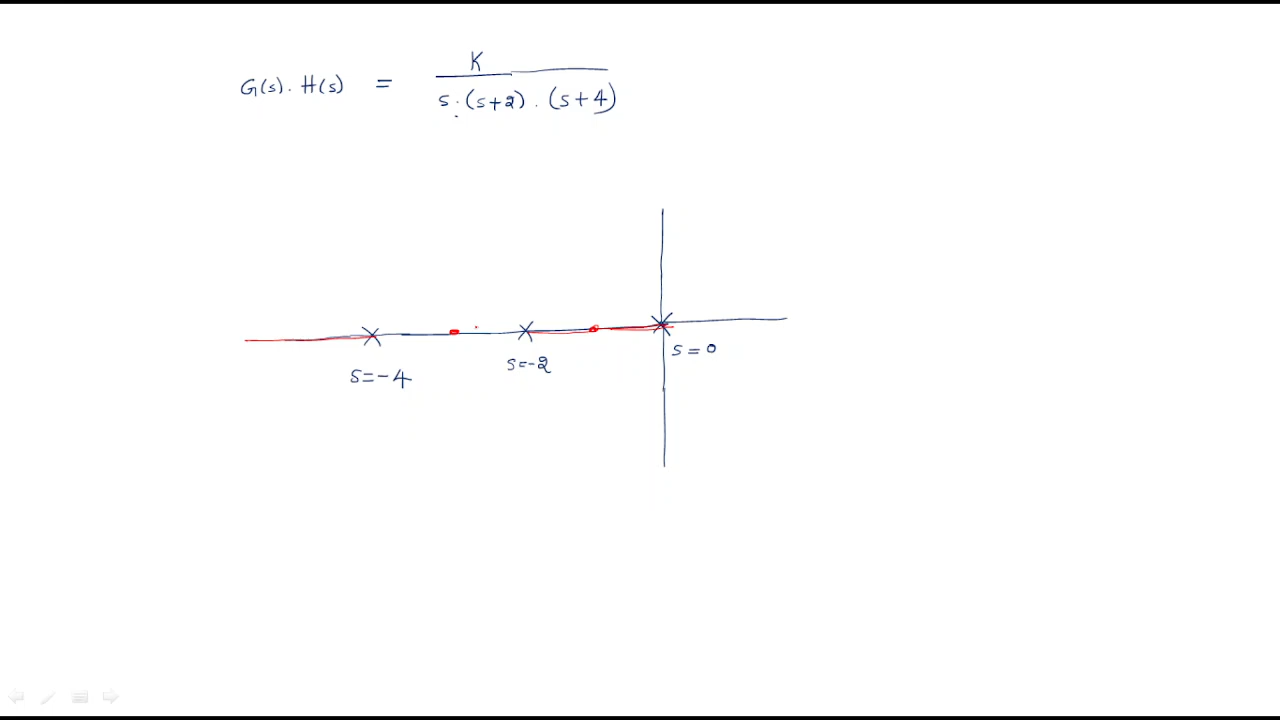 G(s). H(s) = K
s.(s+2).(s+4)
s=0
s=-2
s=-4